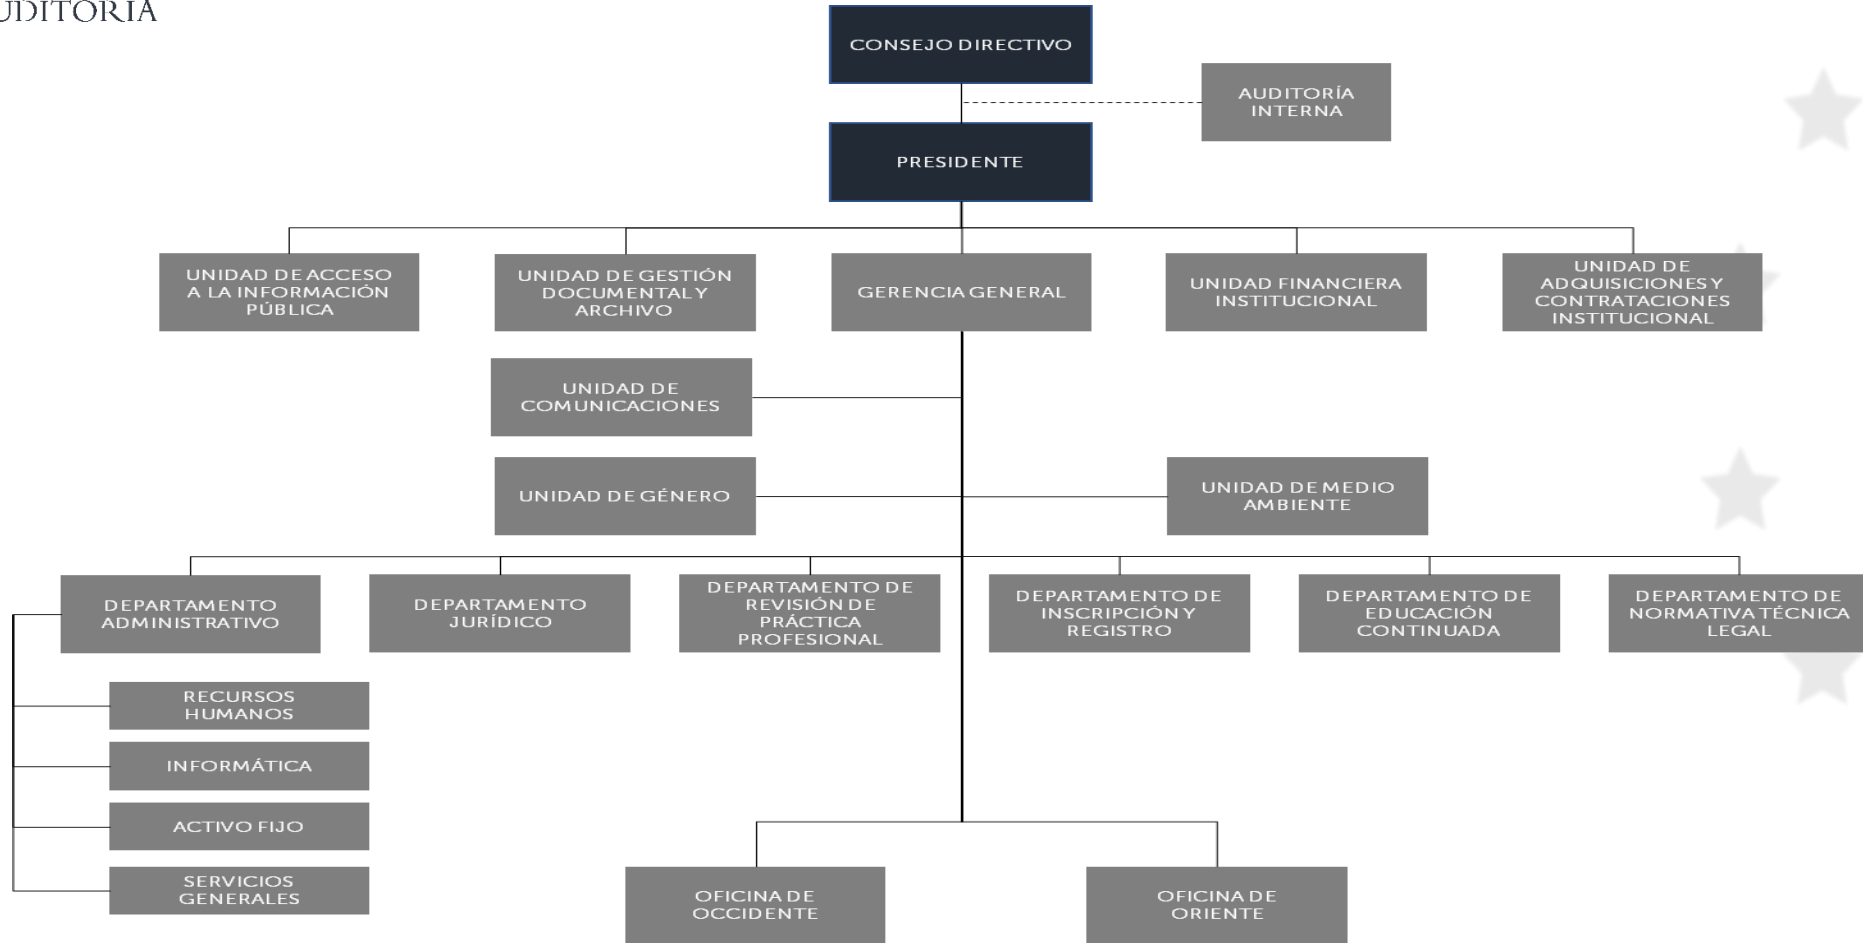 CONSEJO DIRECTIVO
AUDITORÍA
INTERNA
PRESIDENTE
UNIDAD DE ACCESO
A LA INFORMACIÓN
PÚBLICA
UNIDAD DE GESTIÓN
DOCUMENTAL Y
ARCHIVO
GERENCIA GENERAL
UNIDAD FINANCIERA
INSTITUCIONAL
UNIDAD DE
ADQUISICIONES Y
CONTRATACIONES
INSTITUCIONAL
UNIDAD DE
COMUNICACIONES
UNIDAD DE GÉNERO
UNIDAD DE MEDIO
AMBIENTE
DEPARTAMENTO
ADMINISTRATIVO
DEPARTAMENTO
JURÍDICO
DEPARTAMENTO DE
REVISIÓN DE
PRÁCTICA
PROFESIONAL
DEPARTAMENTO DE
INSCRIPCIÓN Y
REGISTRO
DEPARTAMENTO DE
EDUCACIÓN
CONTINUADA
DEPARTAMENTO DE
NORMATIVA TÉCNICA
LEGAL
RECURSOS
HUMANOS
INFORMÁTICA
ACTIVO FIJO
SERVICIOS
GENERALES
OFICINA DE
OCCIDENTE
OFICINA DE
ORIENTE